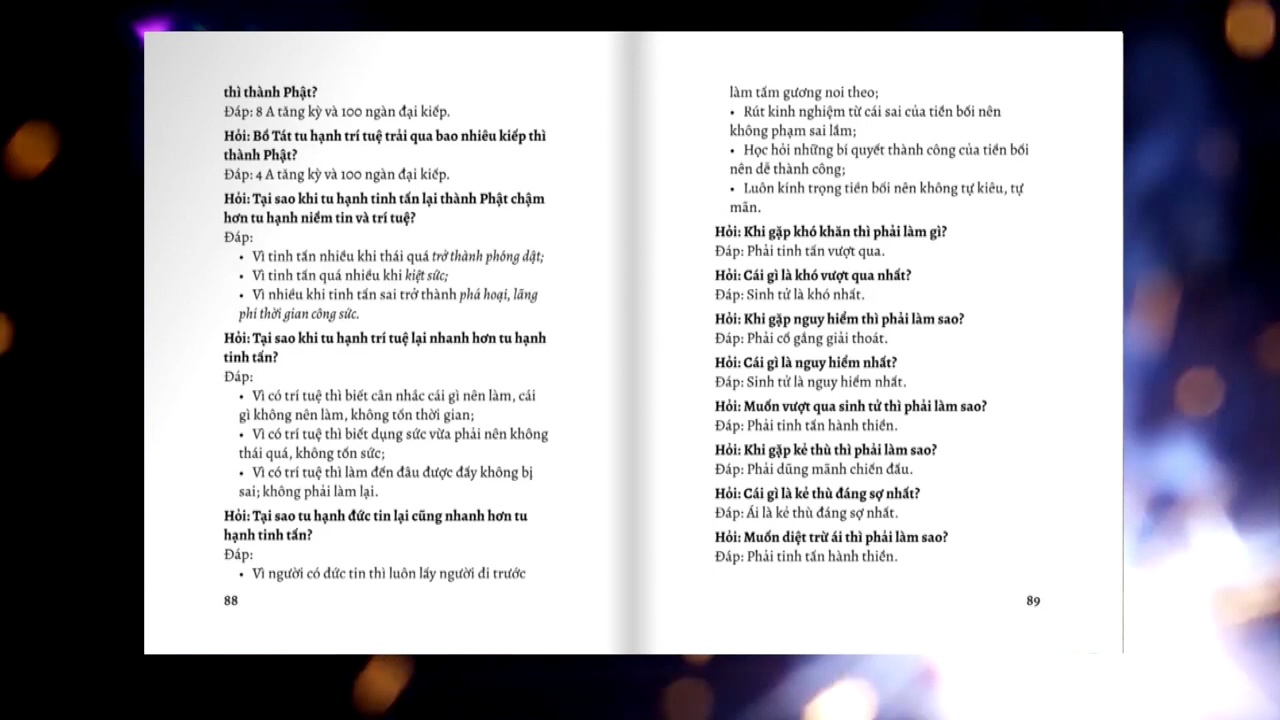 thì thành Phật?
Đáp: 8 A tăng kỳ và 100 ngàn đại kiếp.
Hỏi: Bồ Tát tu hạnh trí tuệ trải qua bao nhiêu kiếp thì
thành Phật?
Đáp: 4 A tăng kỳ và 100 ngàn đại kiếp.
Hỏi: Tại sao khi tu hạnh tinh tấn lại thành Phật chậm
hơn tu hạnh niềm tin và trí tuệ?
Đáp:
• Vì tinh tấn nhiều khi thái quá trở thành phóng dật;
• Vì tinh tấn quá nhiều khi kiệt sức;
• Vì nhiều khi tinh tấn sai trở thành phá hoại, lãng
phí thời gian công sức.
Hỏi: Tại sao khi tu hạnh trí tuệ lại nhanh hơn tu hạnh
tinh tấn?
Đáp:
• Vì có trí tuệ thì biết cân nhắc cái gì nên làm, cái
gì không nên làm, không tốn thời gian;
• Vì có trí tuệ thì biết dụng sức vừa phải nên không
thái quá, không tốn sức;
• Vì có trí tuệ thì làm đến đâu được đấy không bị
sai; không phải làm lại.
Hỏi: Tại sao tu hạnh đức tin lại cũng nhanh hơn tu
hạnh tinh tấn?
Đáp:
• Vì người có đức tin thì luôn lấy người đi trước
88
làm tấm gương noi theo;
• Rút kinh nghiệm từ cái sai của tiền bối nên
không phạm sai lầm;
• Học hỏi những bí quyết thành công của tiền bối
nên dễ thành công;
• Luôn kính trọng tiền bối nên không tự kiêu, tự
mãn.
Hỏi: Khi gặp khó khăn thì phải làm gì?
Đáp: Phải tinh tấn vượt qua.
Hỏi: Cái gì là khó vượt qua nhất?
Đáp: Sinh tử là khó nhất.
Hỏi: Khi gặp nguy hiểm thì phải làm sao?
Đáp: Phải cố gắng giải thoát.
Hỏi: Cái gì là nguy hiểm nhất?
Đáp: Sinh tử là nguy hiểm nhất.
Hỏi: Muốn vượt qua sinh tử thì phải làm sao?
Đáp: Phải tinh tấn hành thiền.
Hỏi: Khi gặp kẻ thù thì phải làm sao?
Đáp: Phải dũng mãnh chiến đấu.
Hỏi: Cái gì là kẻ thù đáng sợ nhất?
Đáp: Ái là kẻ thù đáng sợ nhất.
Hỏi: Muốn diệt trừ ái thì phải làm sao?
Đáp: Phải tinh tấn hành thiền.
89